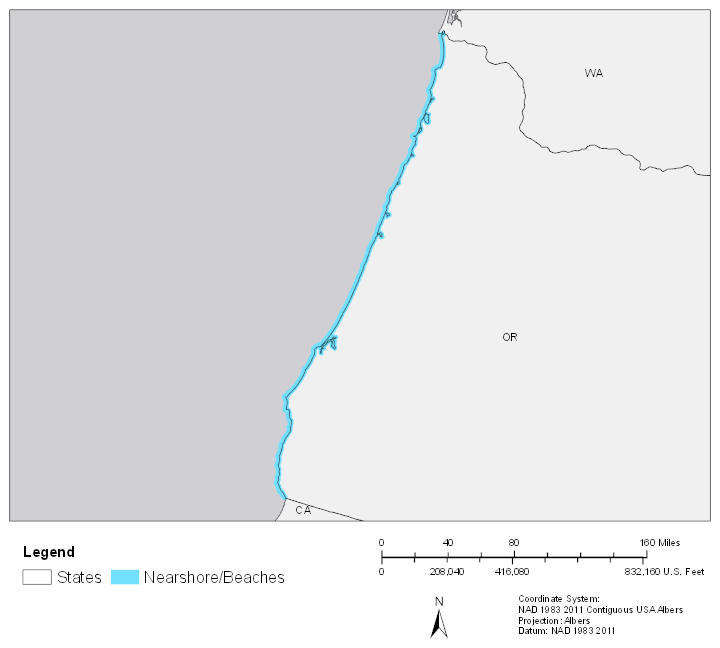 WA
OR
CA
Legend
States
Nearshore/Beaches
0 40 80 160 Miles
0 208,040 416,080 832,160 U.S. Feet
N
Coordinate System:
NAD 1983 2011 Contiguous USA Albers
Projection: Albers
Datum: NAD 1983 2011